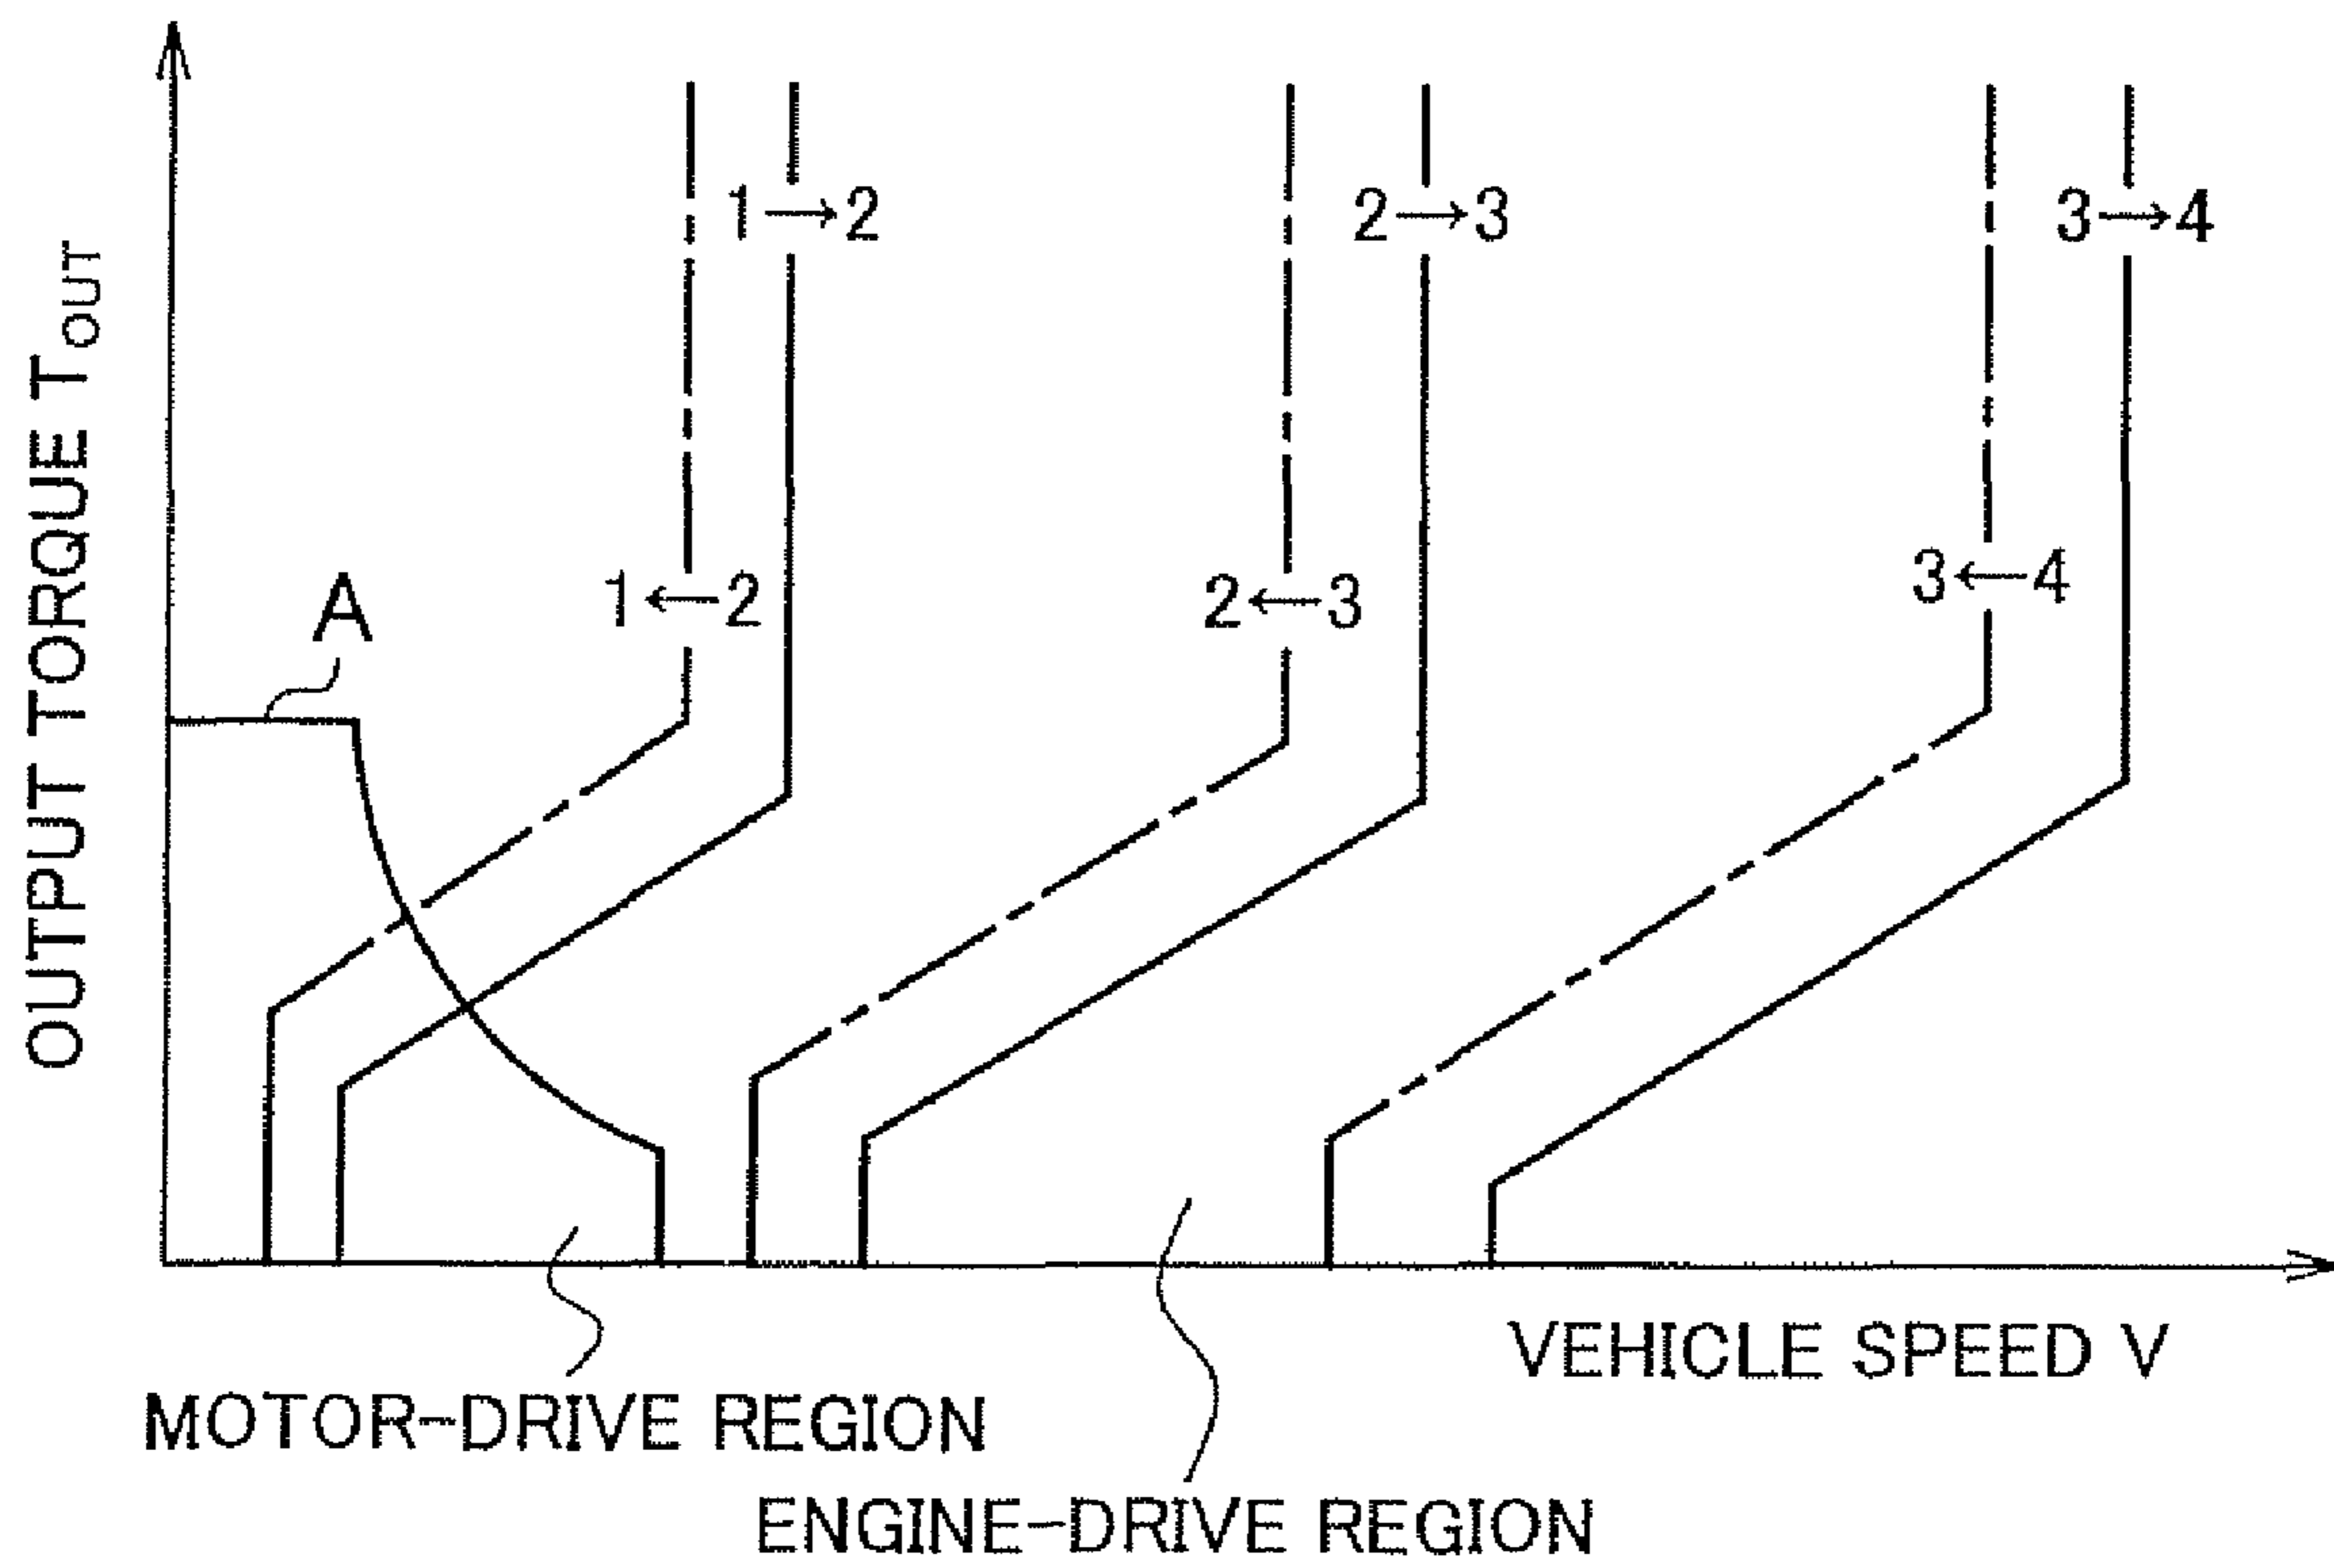 OUTPUT TORQUE TOUT
1→2
2→3
3→4
1←2
2←3
3←4
A
VEHICLE SPEED V
MOTOR-DRIVE REGION
ENGINE-DRIVE REGION